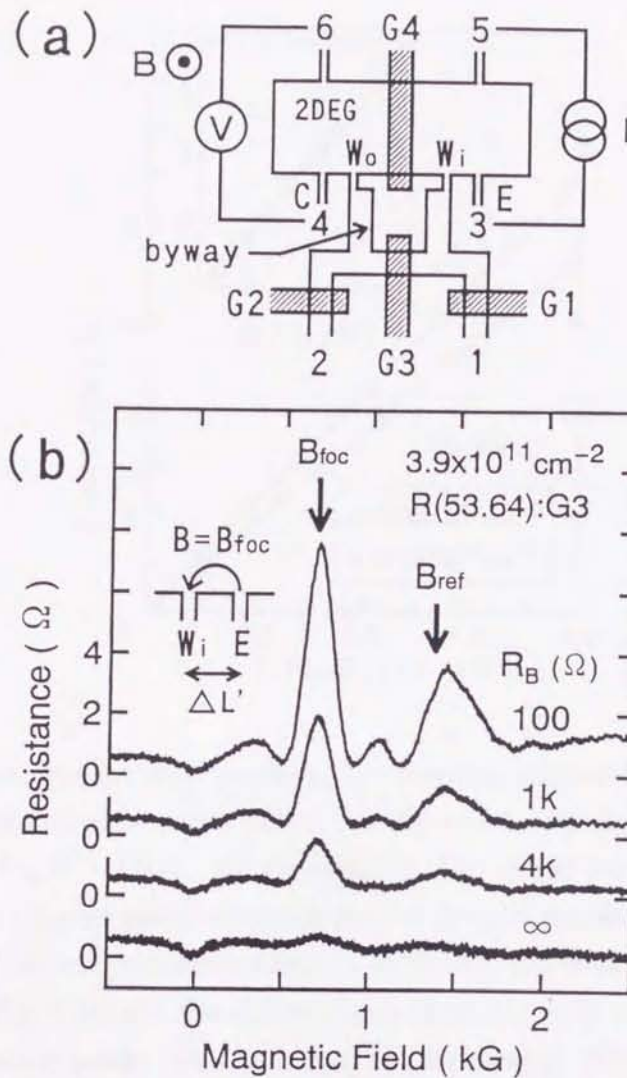 (a)
6 G4 5
B
2DEG
V
Wo Wi
C E
4 3
byway
G2 G1
2 G3 1
(b)
Bfoc
3.9x10¹¹cm⁻²
R(53.64):G3
B=Bfoc
Bref
Wi E
△L'
RB (Ω)
100
1k
4k
∞
Resistance (Ω)
4
2
0
0
0
0
0 1 2
Magnetic Field (kG)